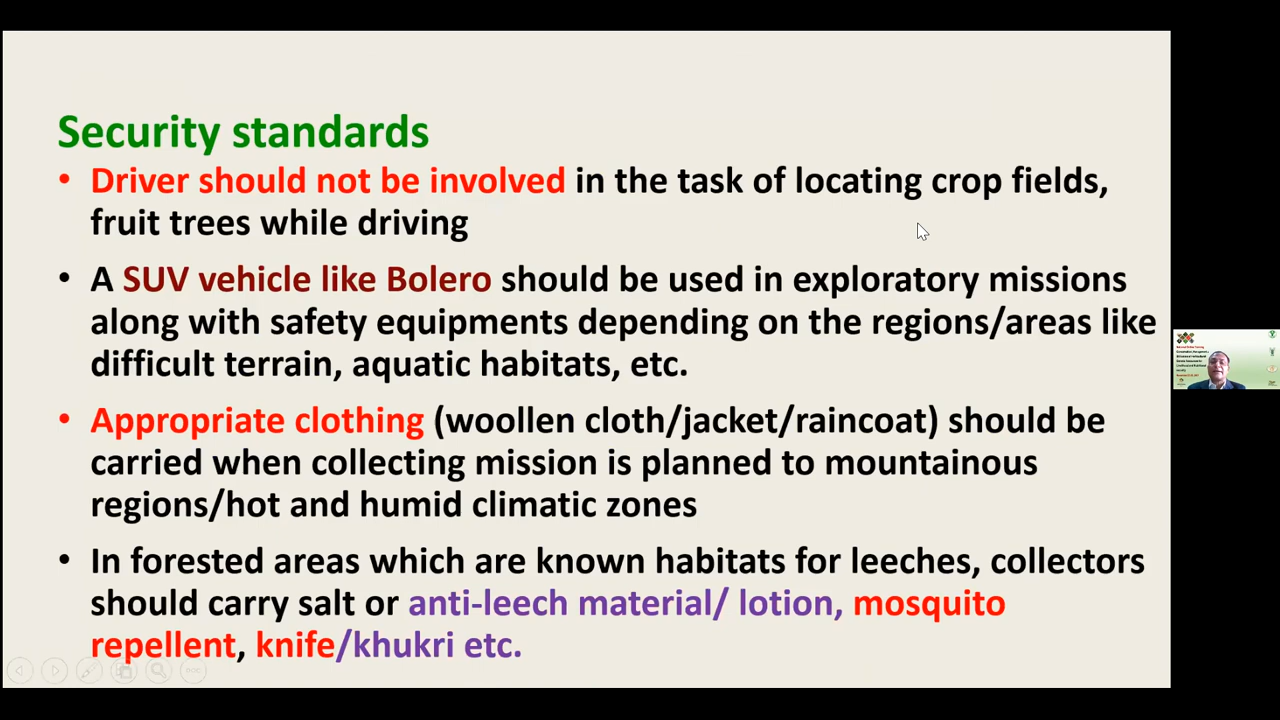 Security standards
• Driver should not be involved in the task of locating crop fields,
fruit trees while driving
• A SUV vehicle like Bolero should be used in exploratory missions
along with safety equipments depending on the regions/areas like
difficult terrain, aquatic habitats, etc.
• Appropriate clothing (woollen cloth/jacket/raincoat) should be
carried when collecting mission is planned to mountainous
regions/hot and humid climatic zones
• In forested areas which are known habitats for leeches, collectors
should carry salt or anti-leech material/ lotion, mosquito
repellent, knife/khukri etc.